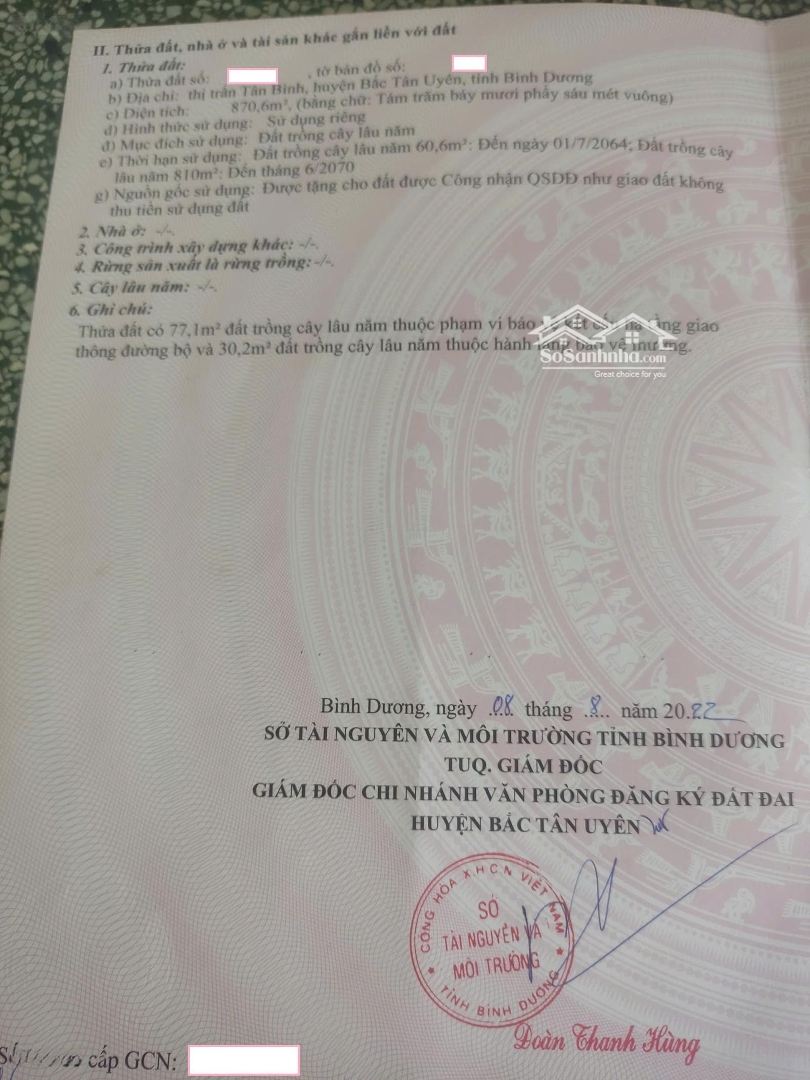 II. Thửa đất, nhà ở và tài sản khác gắn liền với đất
1. Thửa đất:
a) Thửa đất số: , tờ bản đồ số:
b) Địa chỉ: thị trấn Tân Bình, huyện Bắc Tân Uyên, tỉnh Bình Dương
c) Diện tích: 870,6m², (bằng chữ: Tám trăm bảy mươi phẩy sáu mét vuông)
d) Hình thức sử dụng: Sử dụng riêng
đ) Mục đích sử dụng: Đất trồng cây lâu năm
e) Thời hạn sử dụng: Đất trồng cây lâu năm 60,6m²: Đến ngày 01/7/2064; Đất trồng cây
lâu năm 810m²: Đến tháng 6/2070
g) Nguồn gốc sử dụng: Được tặng cho đất được Công nhận QSDĐ như giao đất không
thu tiền sử dụng đất
2. Nhà ở: -/-.
3. Công trình xây dựng khác: -/-.
4. Rừng sản xuất là rừng trồng: -/-.
5. Cây lâu năm: -/-.
6. Ghi chú:
Thửa đất có 77,1m² đất trồng cây lâu năm thuộc phạm vi bảo vệ kết cấu hạ tầng giao
thông đường bộ và 30,2m² đất trồng cây lâu năm thuộc hành lang bảo vệ mương.
SoSanhnha.com
Great choice for you
Bình Dương, ngày 08 tháng 8 năm 2022
SỞ TÀI NGUYÊN VÀ MÔI TRƯỜNG TỈNH BÌNH DƯƠNG
TUQ. GIÁM ĐỐC
GIÁM ĐỐC CHI NHÁNH VĂN PHÒNG ĐĂNG KÝ ĐẤT ĐAI
HUYỆN BẮC TÂN UYÊN
CỘNG HÒA X.H.C.N VIỆT NAM
SỞ
TÀI NGUYÊN VÀ
MÔI TRƯỜNG
TỈNH BÌNH DƯƠNG
Đoàn Thanh Hùng
cấp GCN: